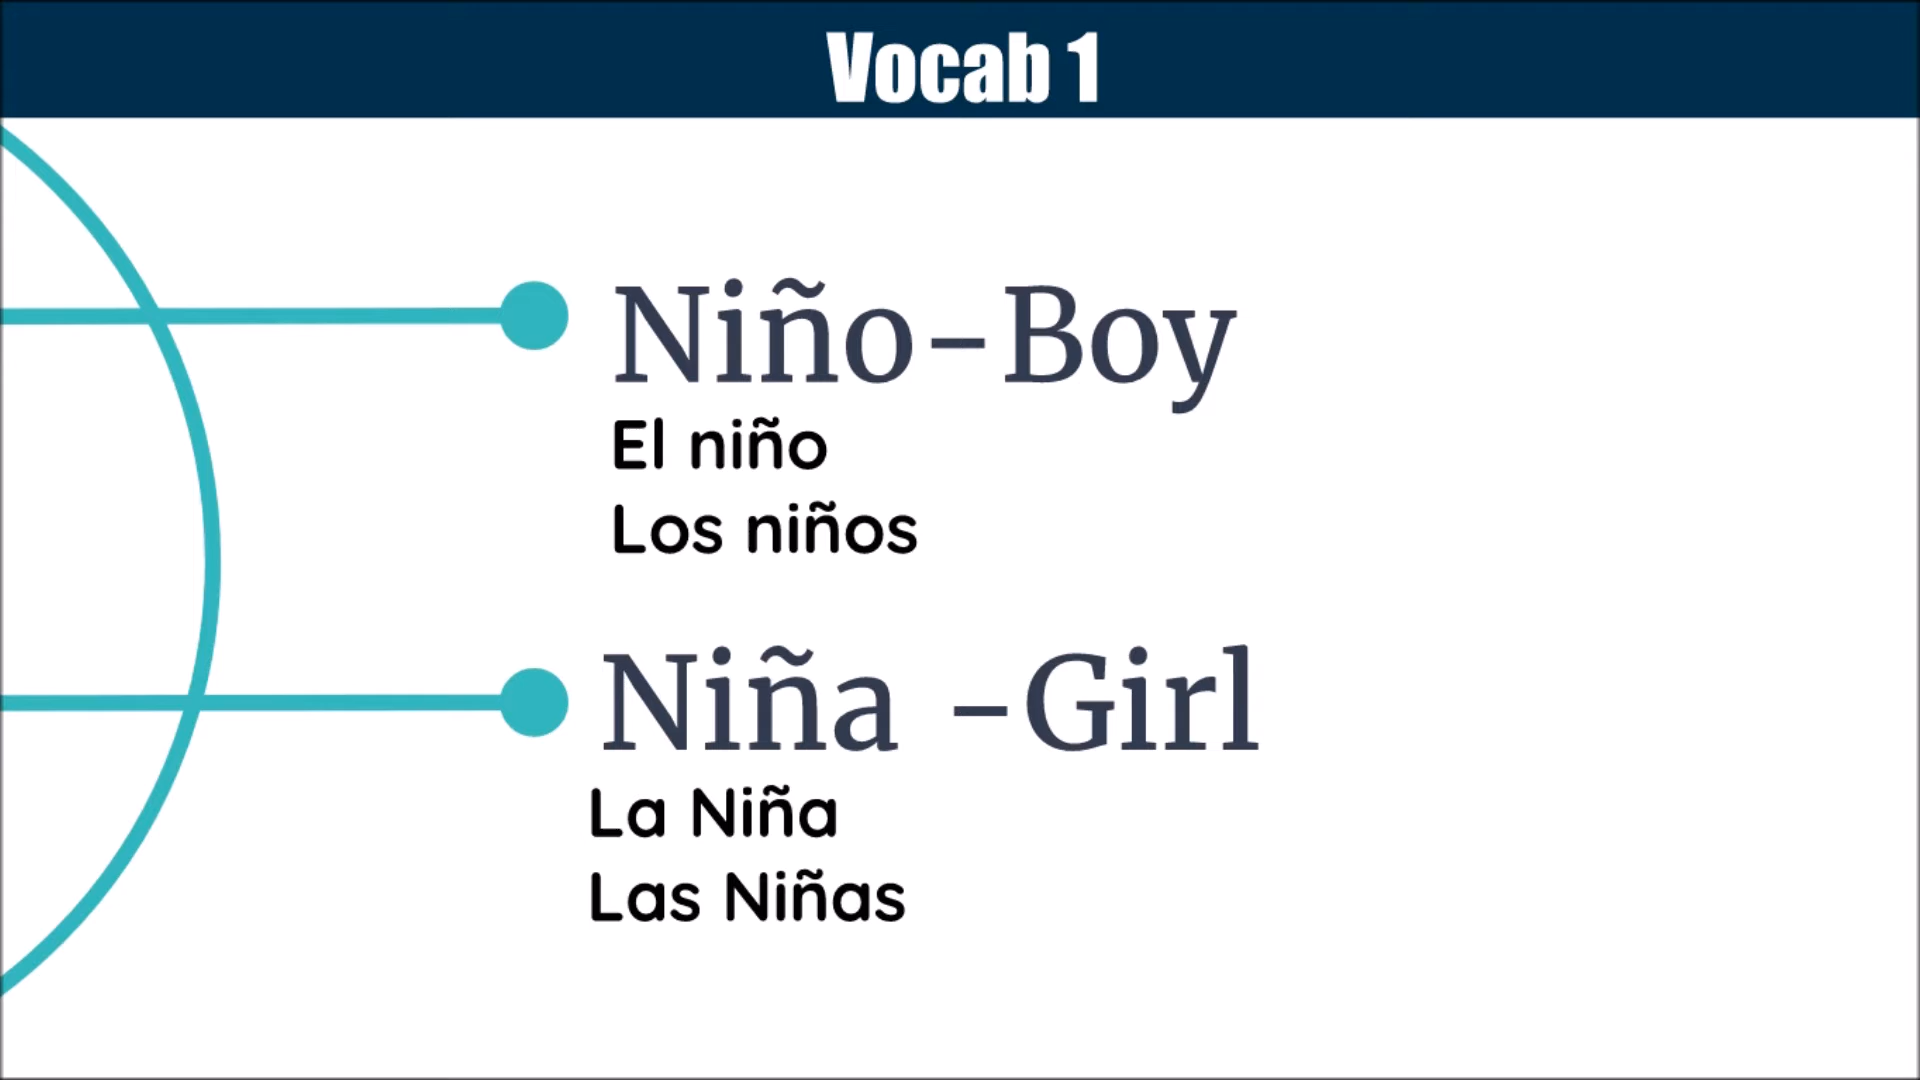 Vocab 1
Niño-Boy
El niño
Los niños
Niña -Girl
La Niña
Las Niñas